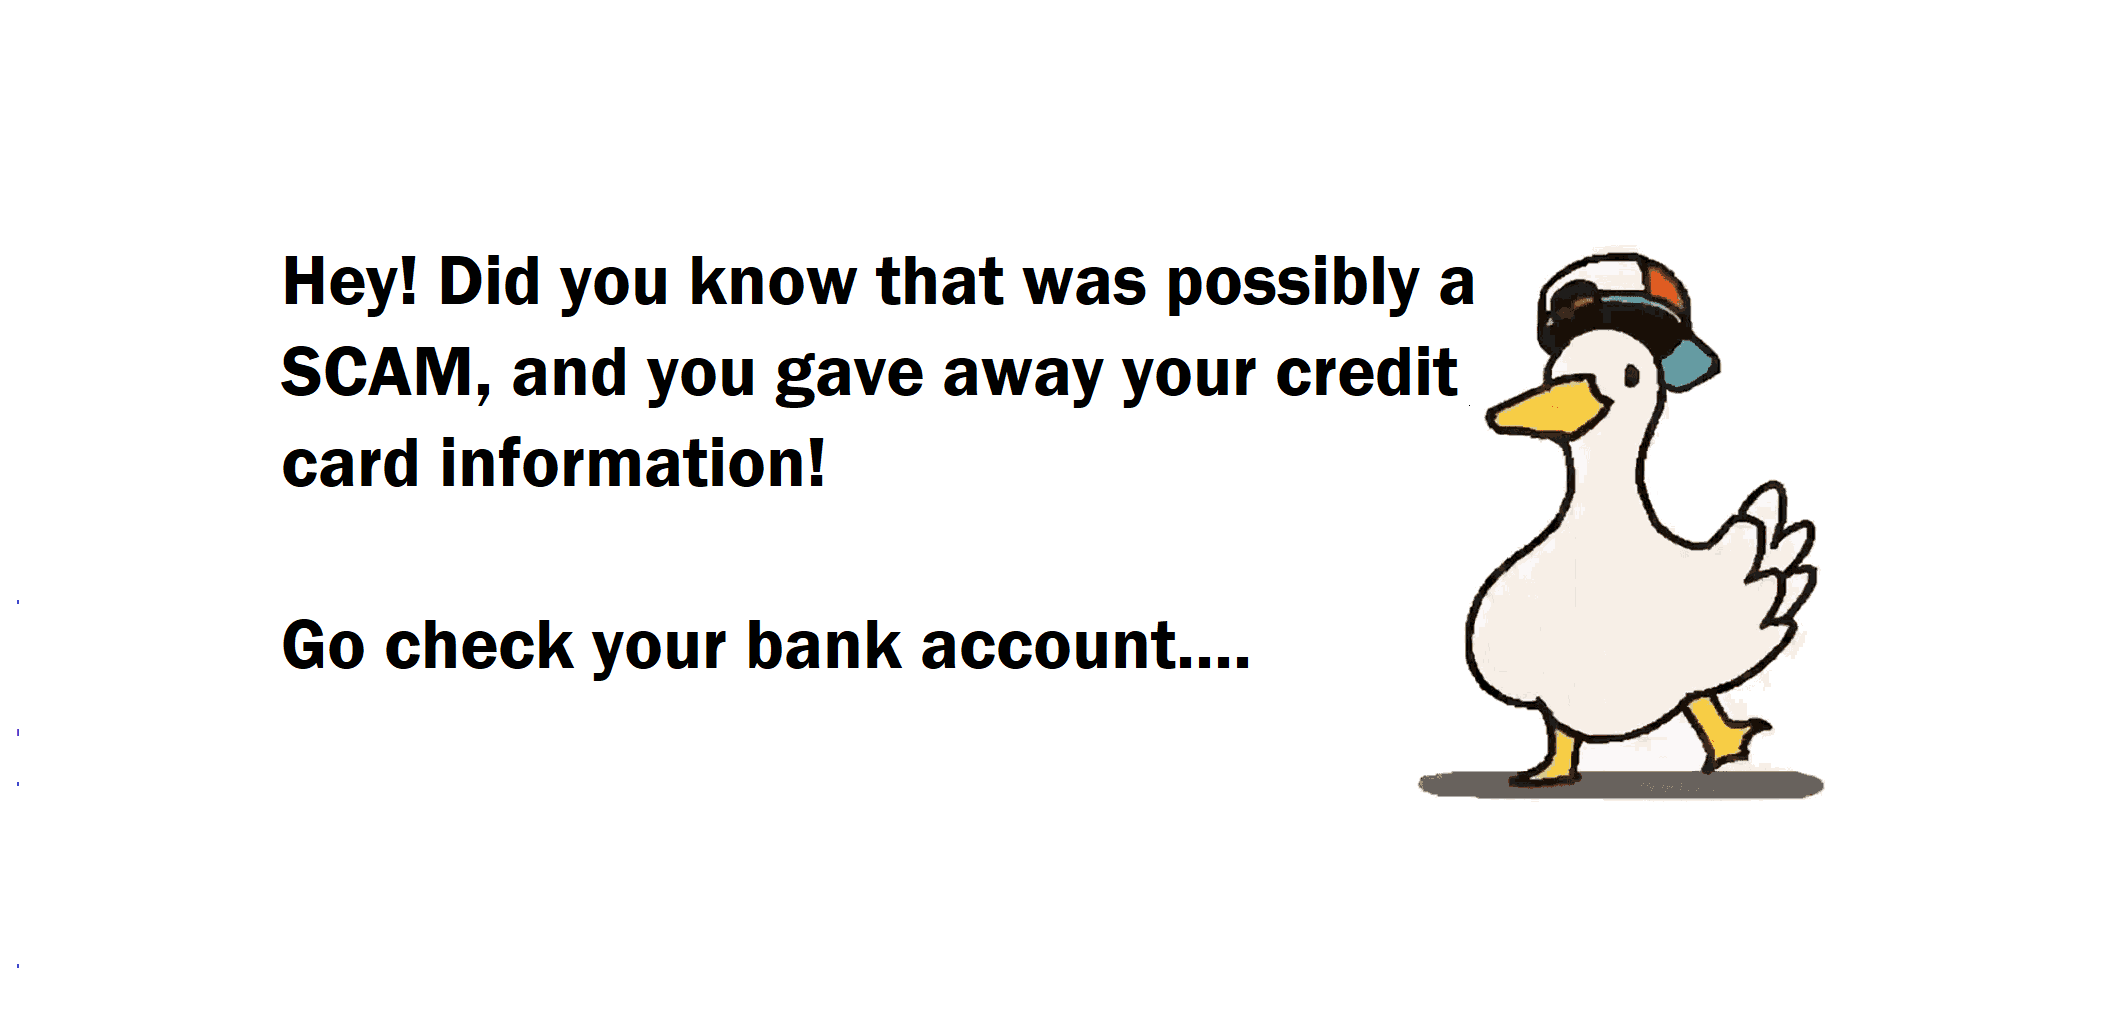 Hey! Did you know that was possibly a
SCAM, and you gave away your credit
card information!
Go check your bank account....